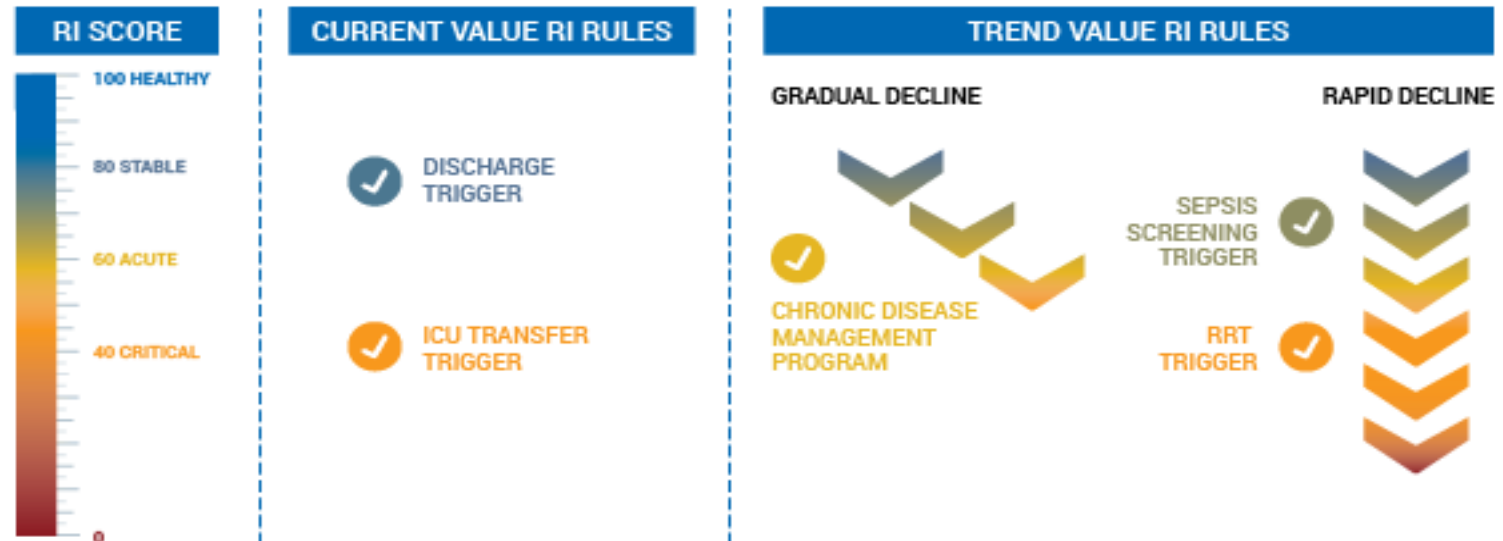 RI SCORE
100 HEALTHY
80 STABLE
60 ACUTE
40 CRITICAL
0
CURRENT VALUE RI RULES
DISCHARGE
TRIGGER
ICU TRANSFER
TRIGGER
TREND VALUE RI RULES
GRADUAL DECLINE
CHRONIC DISEASE
MANAGEMENT
PROGRAM
RAPID DECLINE
SEPSIS
SCREENING
TRIGGER
RRT
TRIGGER